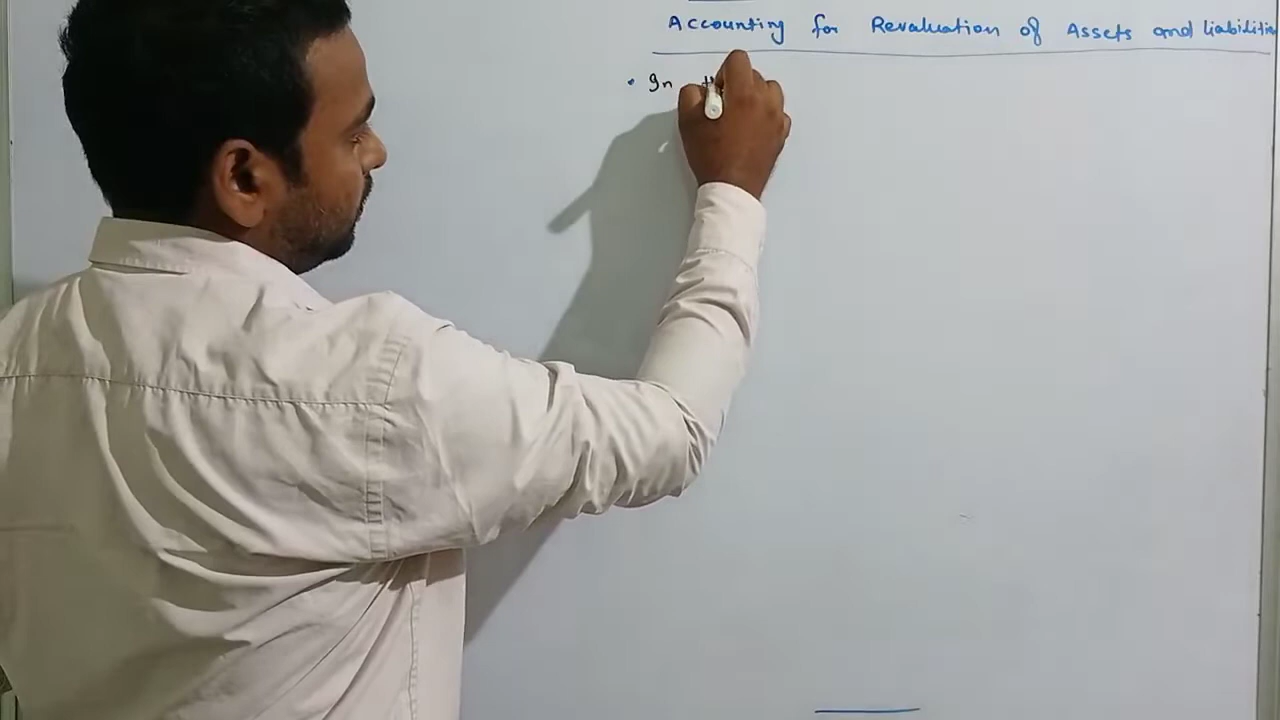 Accounting for Revaluation of Assets and liabilities
• In